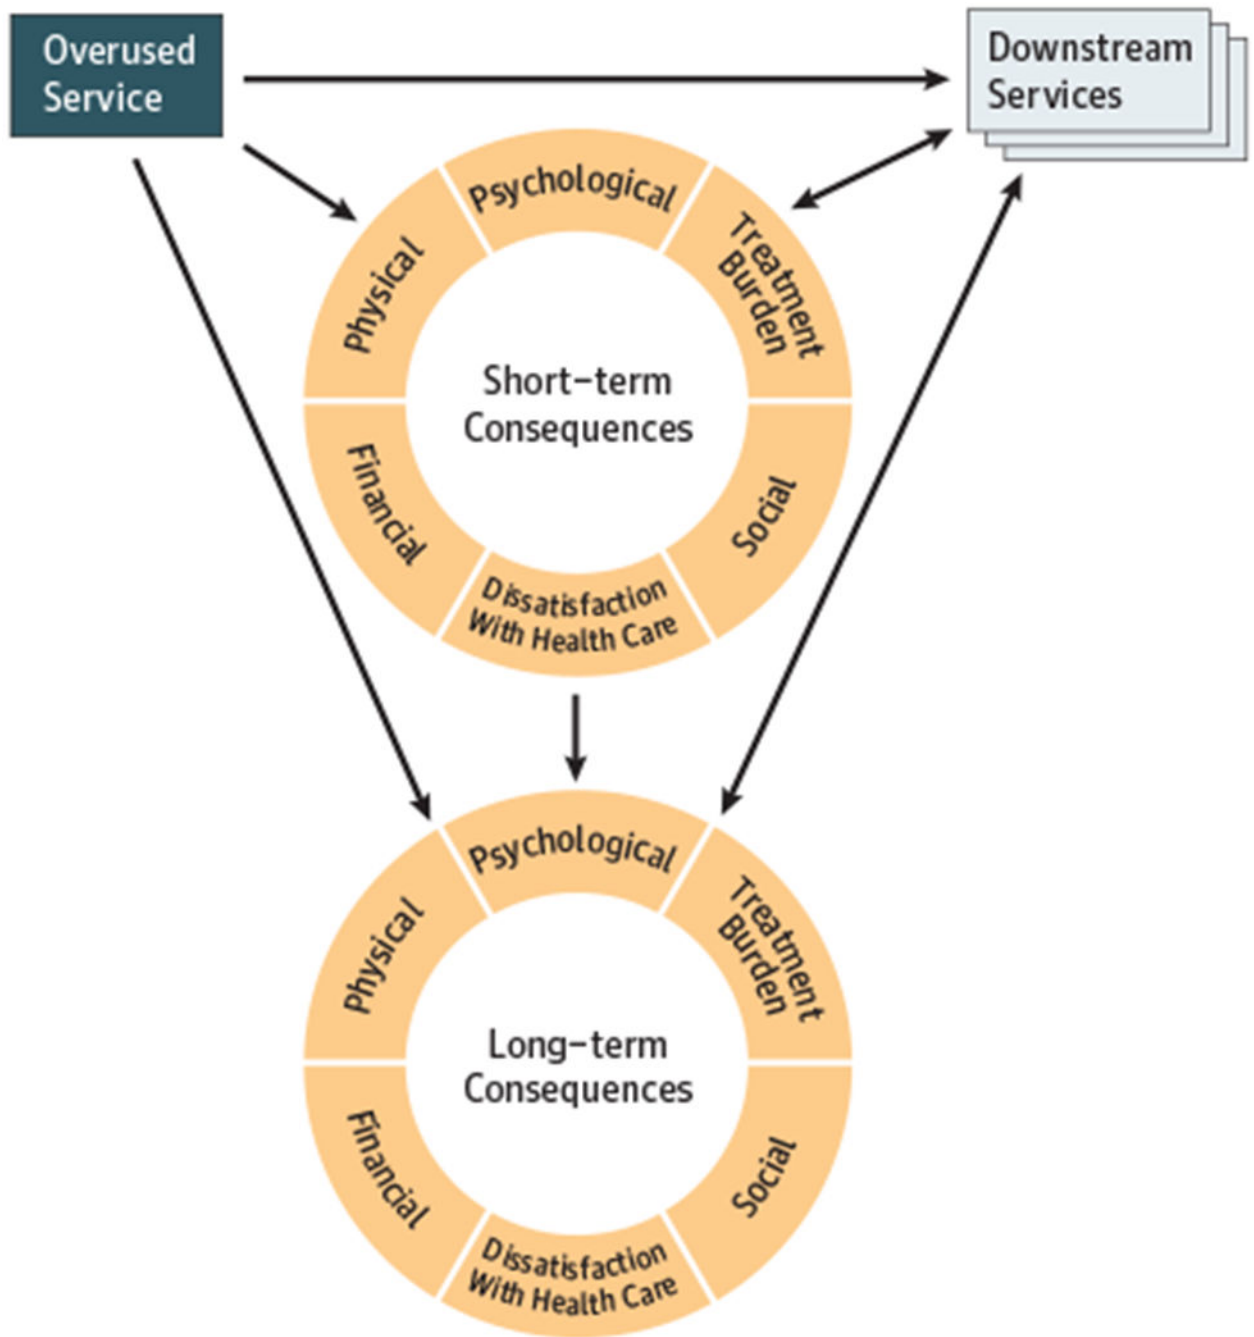 Overused
Service
Downstream
Services
Psychological
Treatment
Burden
Physical
Short-term
Consequences
Financial
Social
Dissatisfaction
With Health Care
Psychological
Treatment
Burden
Physical
Long-term
Consequences
Financial
Social
Dissatisfaction
With Health Care